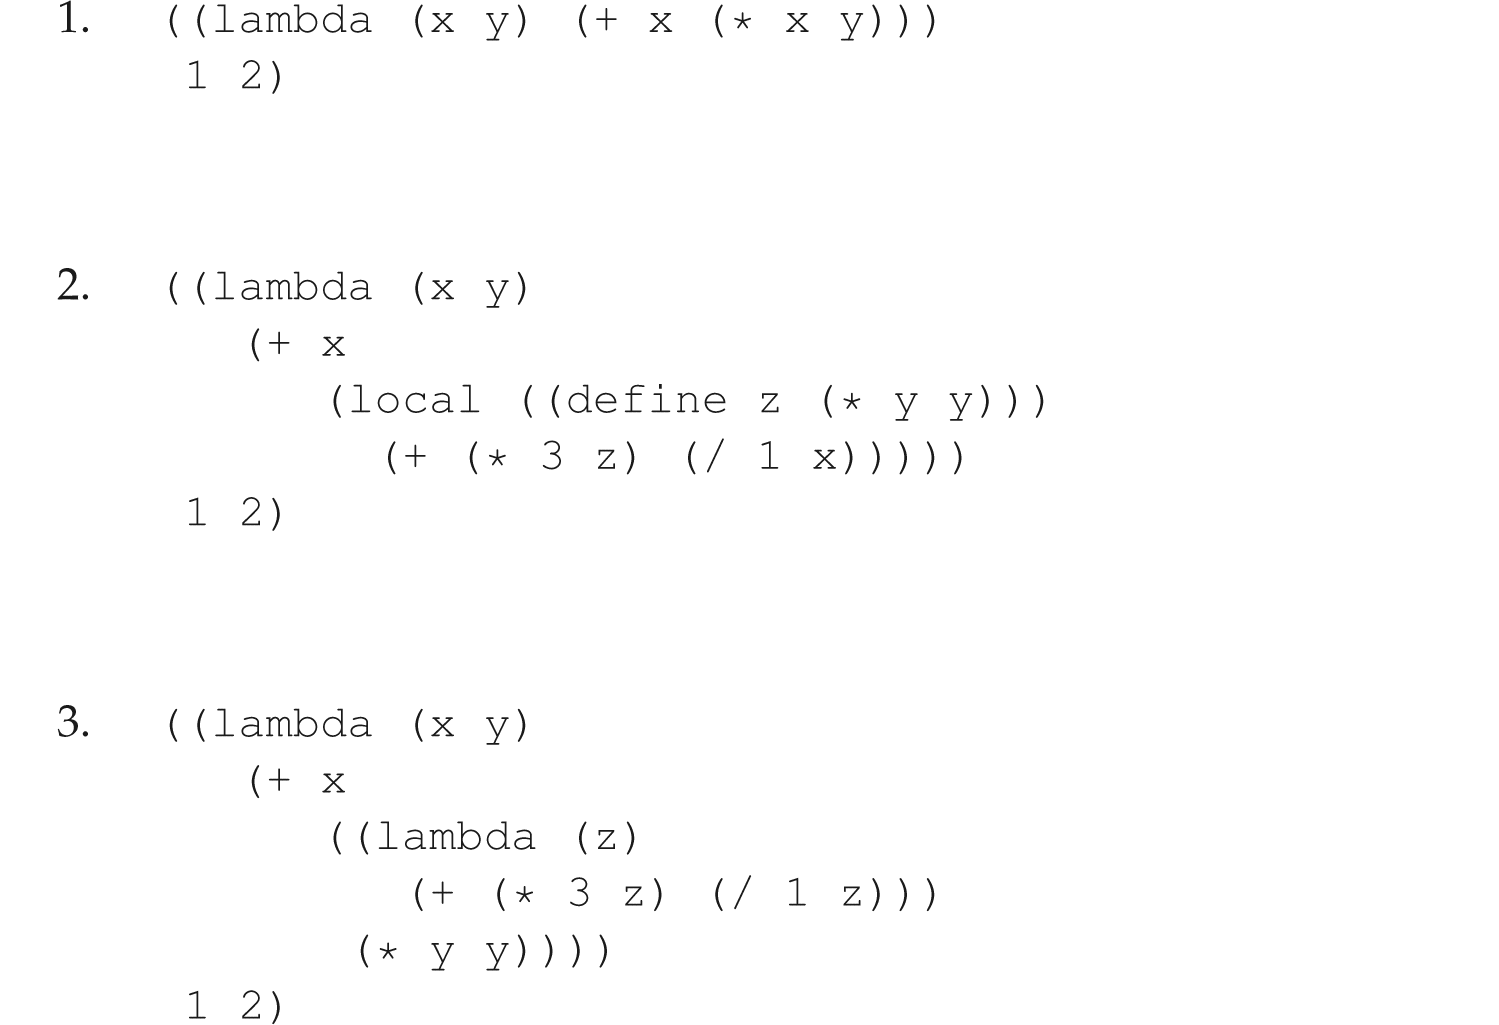 1. ((lambda (x y) (+ x (* x y)))
1 2)
2. ((lambda (x y)
(+ x
(local ((define z (* y y)))
(+ (* 3 z) (/ 1 x)))))
1 2)
3. ((lambda (x y)
(+ x
((lambda (z)
(+ (* 3 z) (/ 1 z)))
(* y y))))
1 2)